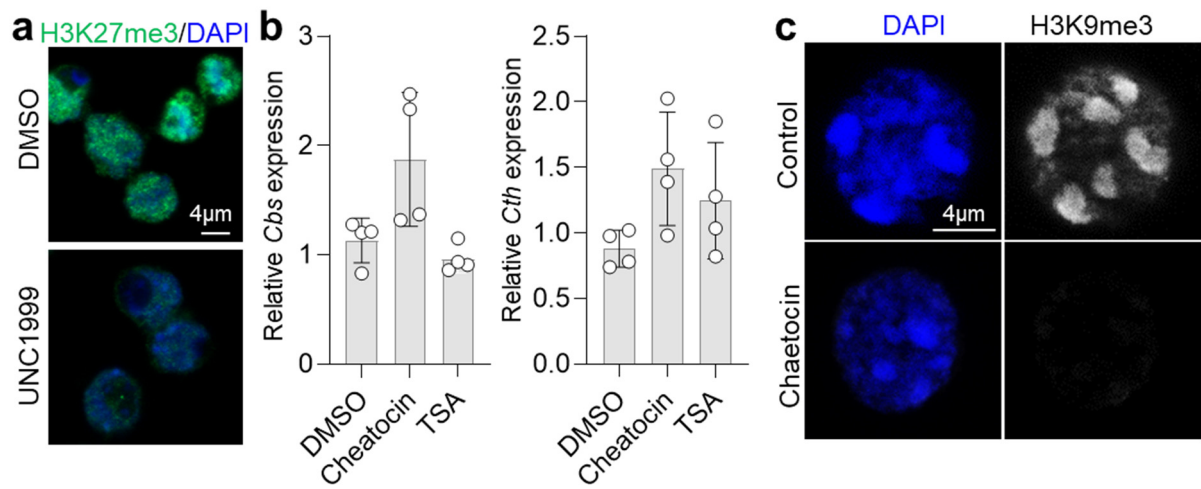 a H3K27me3/DAPI
DMSO
4μm
UNC1999
b
Relative Cbs expression
3
2
1
0
DMSO
Cheatocin
TSA
Relative Cth expression
2.5
2.0
1.5
1.0
0.5
0.0
DMSO
Cheatocin
TSA
c
DAPI
H3K9me3
Control
4μm
Chaetocin